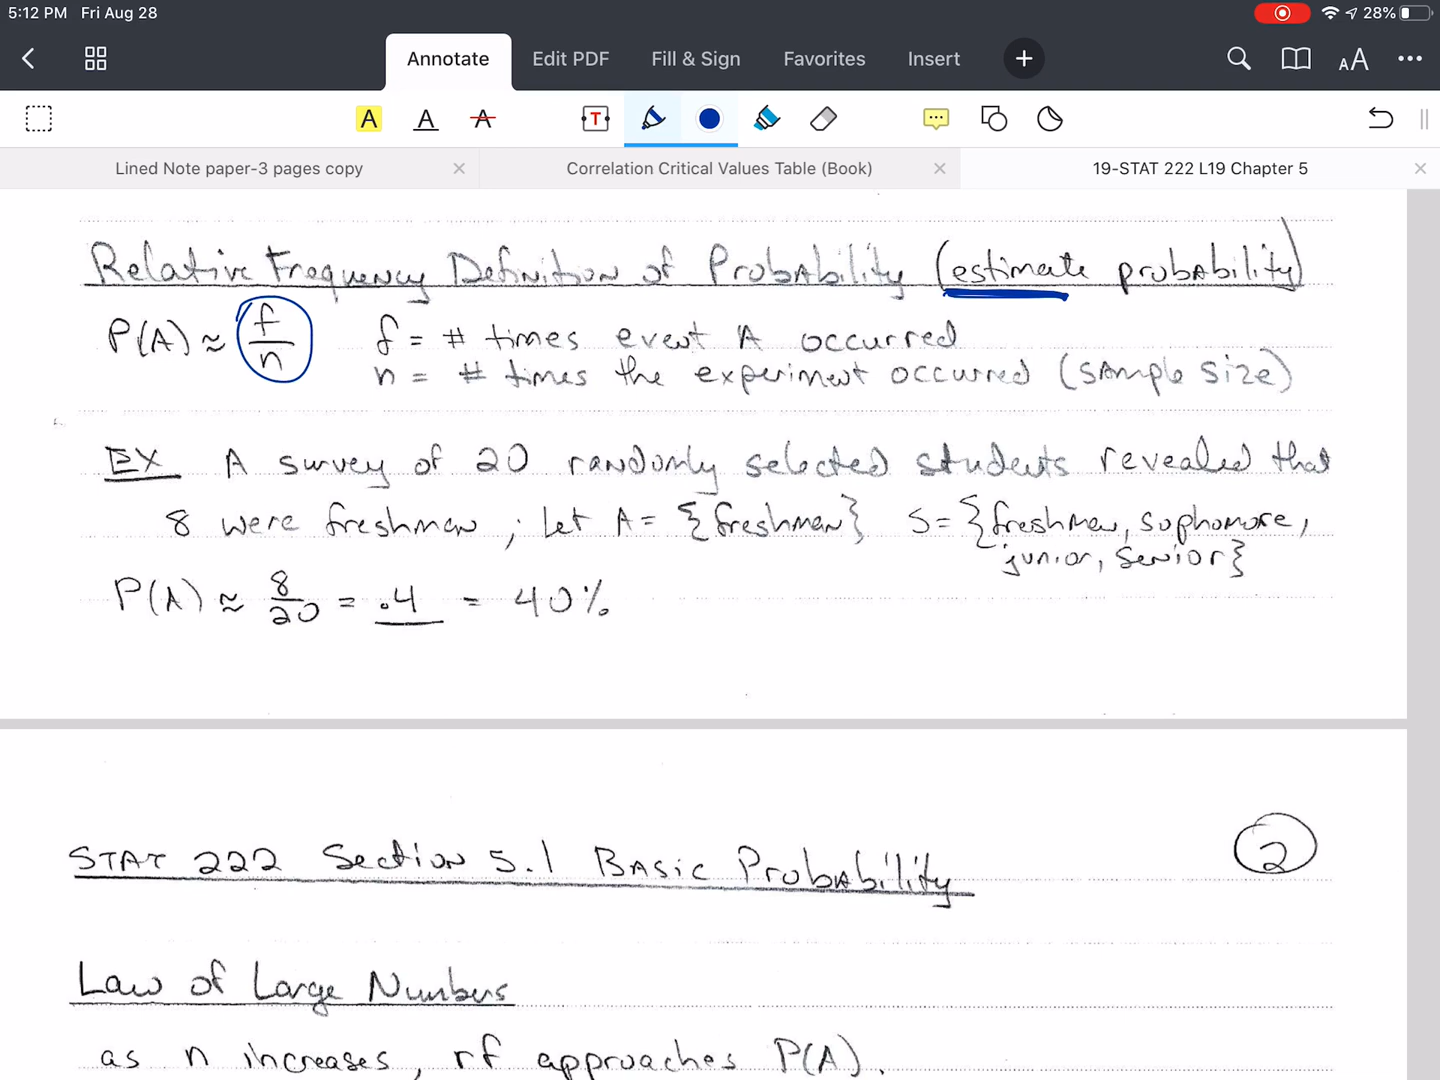 5:12 PM Fri Aug 28 28%
Annotate Edit PDF Fill & Sign Favorites Insert +
A A A T
Lined Note paper-3 pages copy Correlation Critical Values Table (Book) 19-STAT 222 L19 Chapter 5
Relative Frequency Definition of Probability (estimate probability)
P(A) ≈ f/n f = # times event A occurred
n = # times the experiment occurred (sample size)
EX A survey of 20 randomly selected students revealed that
8 were freshmen ; Let A = {freshmen} S = {freshmen, sophomore,
junior, senior}
P(A) ≈ 8/20 = .4 = 40%
STAT 222 Section 5.1 Basic Probability 2
Law of Large Numbers
as n increases, rf approaches P(A).